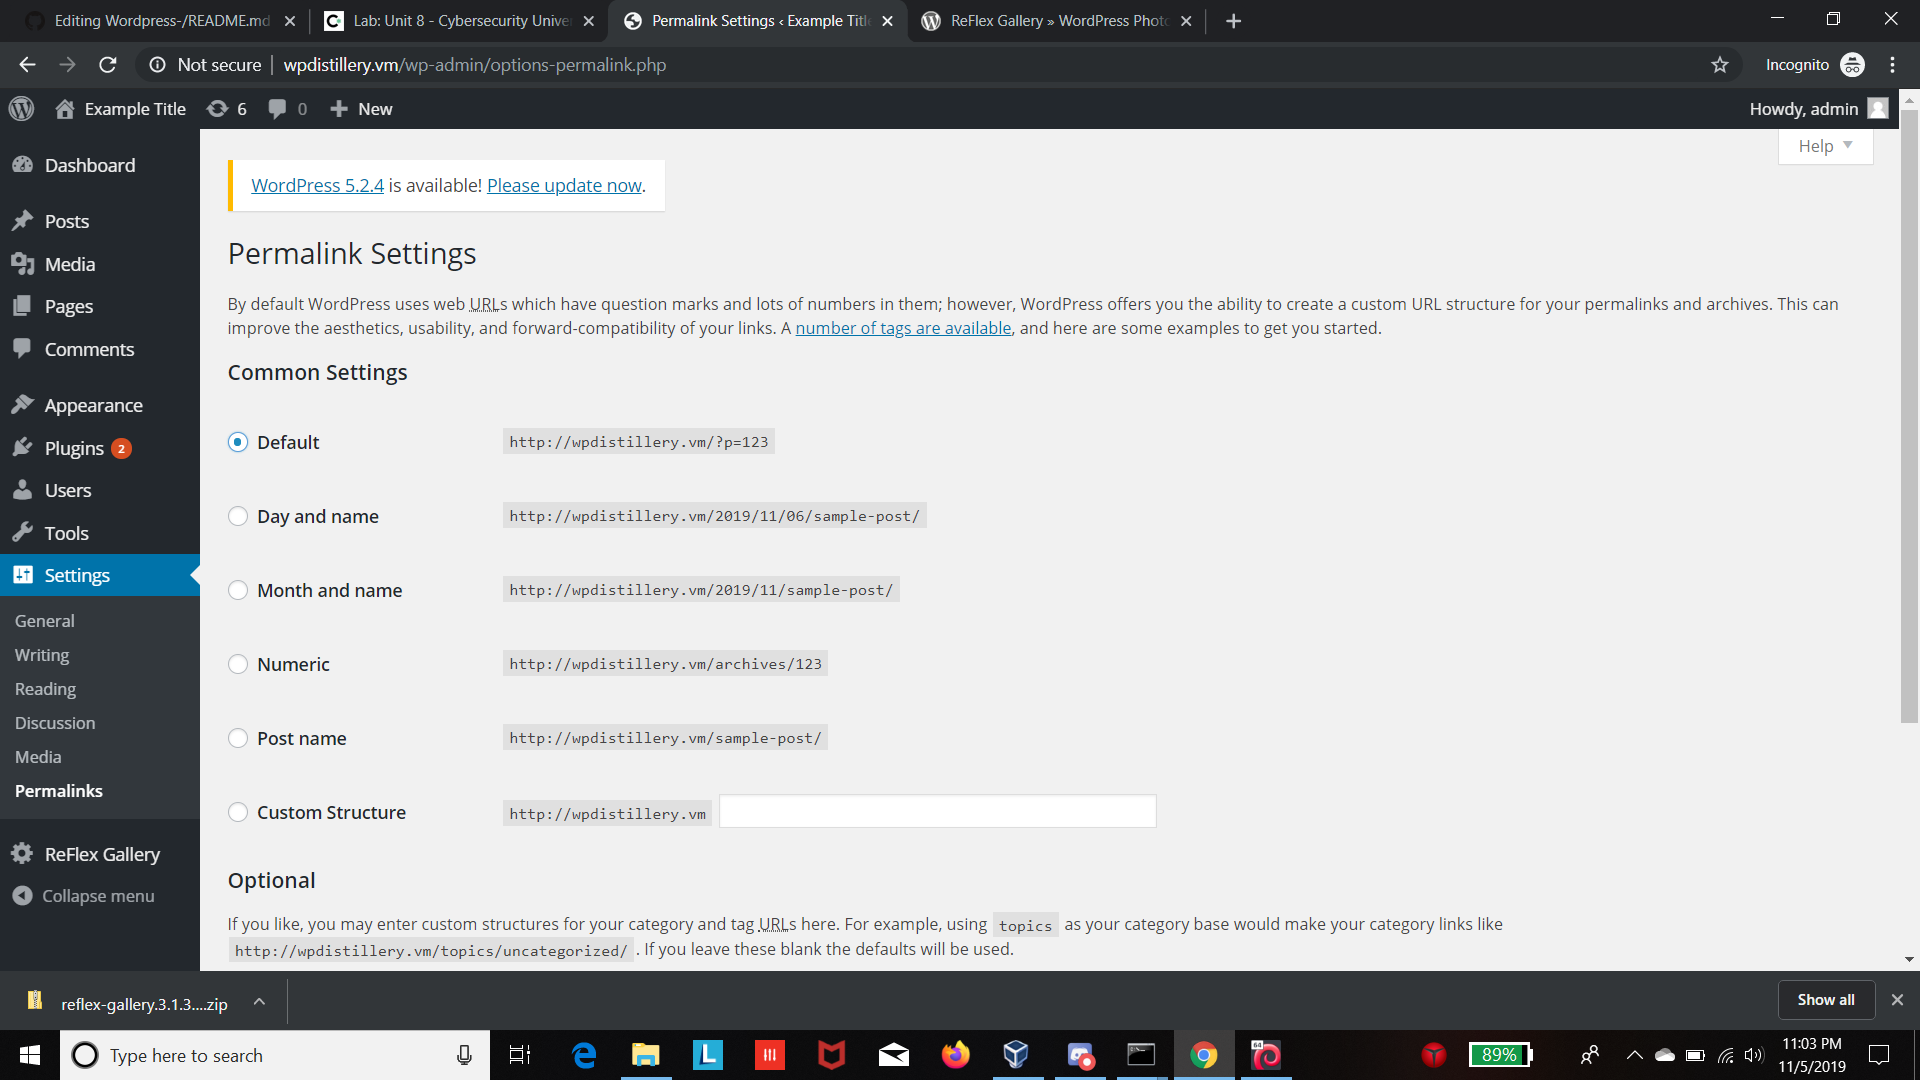 Editing Wordpress-/README.md
Lab: Unit 8 - Cybersecurity Unive
Permalink Settings ‹ Example Title
ReFlex Gallery » WordPress Photo
Not secure | wpdistillery.vm/wp-admin/options-permalink.php
Incognito
Example Title 6 0 + New
Howdy, admin
Help
Dashboard
Posts
Media
Pages
Comments
Appearance
Plugins 2
Users
Tools
Settings
General
Writing
Reading
Discussion
Media
Permalinks
ReFlex Gallery
Collapse menu
WordPress 5.2.4 is available! Please update now.
Permalink Settings
By default WordPress uses web URLs which have question marks and lots of numbers in them; however, WordPress offers you the ability to create a custom URL structure for your permalinks and archives. This can
improve the aesthetics, usability, and forward-compatibility of your links. A number of tags are available, and here are some examples to get you started.
Common Settings
Default http://wpdistillery.vm/?p=123
Day and name http://wpdistillery.vm/2019/11/06/sample-post/
Month and name http://wpdistillery.vm/2019/11/sample-post/
Numeric http://wpdistillery.vm/archives/123
Post name http://wpdistillery.vm/sample-post/
Custom Structure http://wpdistillery.vm
Optional
If you like, you may enter custom structures for your category and tag URLs here. For example, using topics as your category base would make your category links like
http://wpdistillery.vm/topics/uncategorized/ . If you leave these blank the defaults will be used.
reflex-gallery.3.1.3....zip
Show all
Type here to search
L
64
89%
11:03 PM
11/5/2019